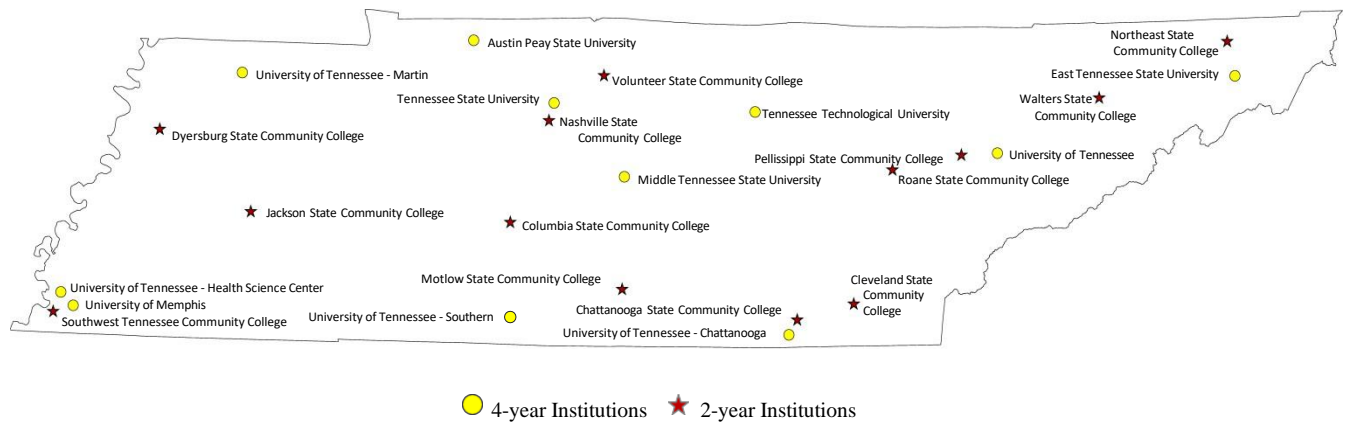 Austin Peay State University
Northeast State
Community College
University of Tennessee - Martin
Volunteer State Community College
East Tennessee State University
Tennessee State University
Tennessee Technological University
Walters State
Community College
Nashville State
Community College
Dyersburg State Community College
Pellissippi State Community College
University of Tennessee
Roane State Community College
Middle Tennessee State University
Jackson State Community College
Columbia State Community College
Motlow State Community College
Cleveland State
Community
College
University of Tennessee - Health Science Center
University of Memphis
Southwest Tennessee Community College
University of Tennessee - Southern
Chattanooga State Community College
University of Tennessee - Chattanooga
4-year Institutions
2-year Institutions